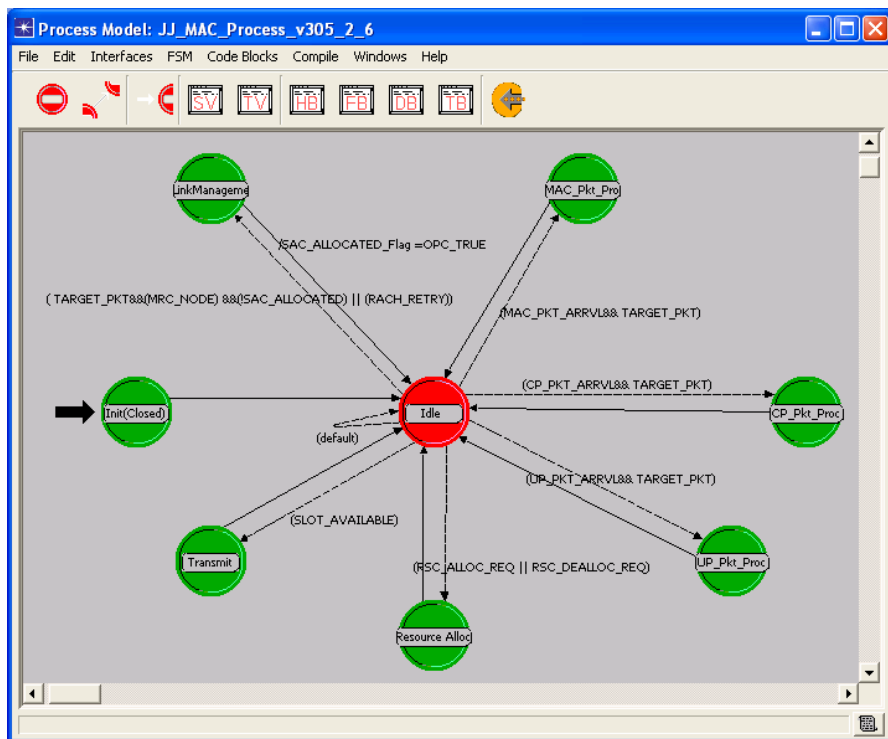 Process Model: JJ_MAC_Process_v305_2_6
File Edit Interfaces FSM Code Blocks Compile Windows Help
SV TV HB FB DB TB
LinkManageme
MAC_Pkt_Pro
/SAC_ALLOCATED_Flag =OPC_TRUE
( TARGET_PKT&&(MRC_NODE) &&(!SAC_ALLOCATED) || (RACH_RETRY))
(MAC_PKT_ARRVL&& TARGET_PKT)
(CP_PKT_ARRVL&& TARGET_PKT)
Init(Closed)
Idle
CP_Pkt_Proc
(default)
(UP_PKT_ARRVL&& TARGET_PKT)
(SLOT_AVAILABLE)
Transmit
(RSC_ALLOC_REQ || RSC_DEALLOC_REQ)
UP_Pkt_Proc
Resource Alloc